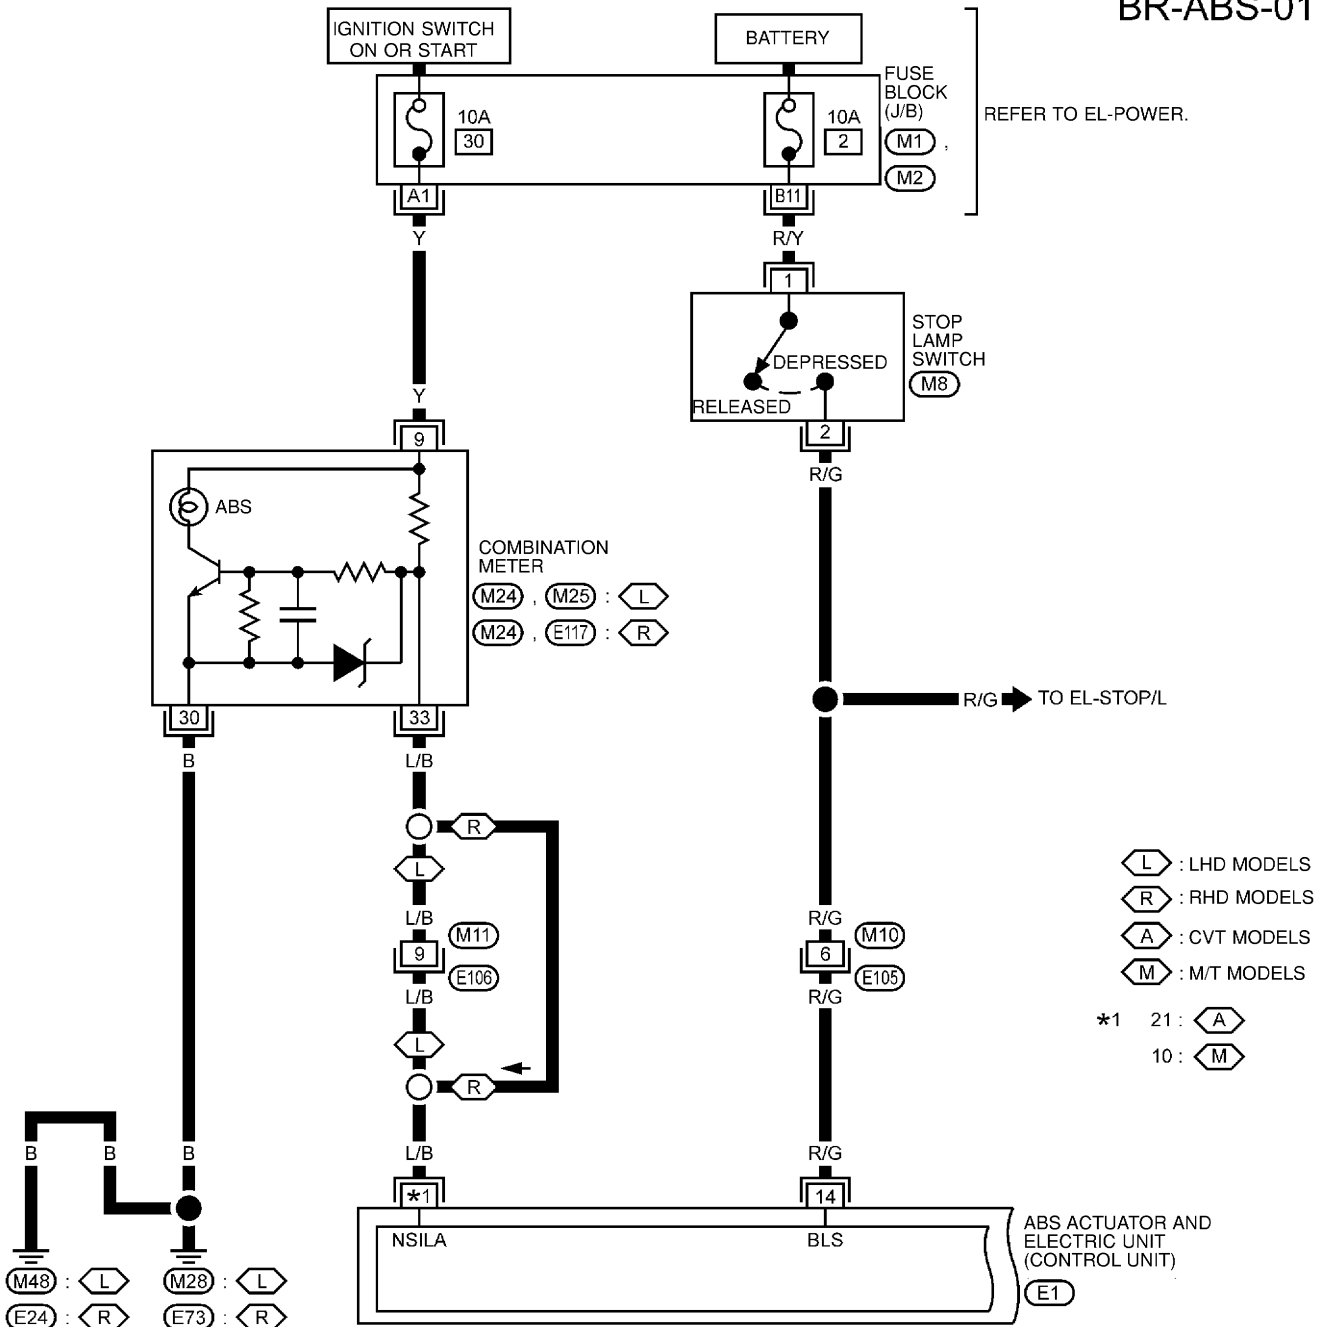 BR-ABS-01
IGNITION SWITCH
ON OR START
BATTERY
FUSE
BLOCK
(J/B)
M1 ,
M2
REFER TO EL-POWER.
10A
30
10A
2
A1
B11
Y
R/Y
1
STOP
LAMP
SWITCH
M8
DEPRESSED
RELEASED
Y
9
2
R/G
ABS
COMBINATION
METER
M24 , M25 : L
M24 , E117 : R
30
33
R/G
TO EL-STOP/L
B
L/B
R
L
L/B
M11
9
E106
L/B
L
R
R/G
M10
6
E105
R/G
L : LHD MODELS
R : RHD MODELS
A : CVT MODELS
M : M/T MODELS
*1 21 : A
10 : M
B
B
B
L/B
R/G
*1
14
NSILA
BLS
ABS ACTUATOR AND
ELECTRIC UNIT
(CONTROL UNIT)
E1
M48 : L
M28 : L
E24 : R
E73 : R